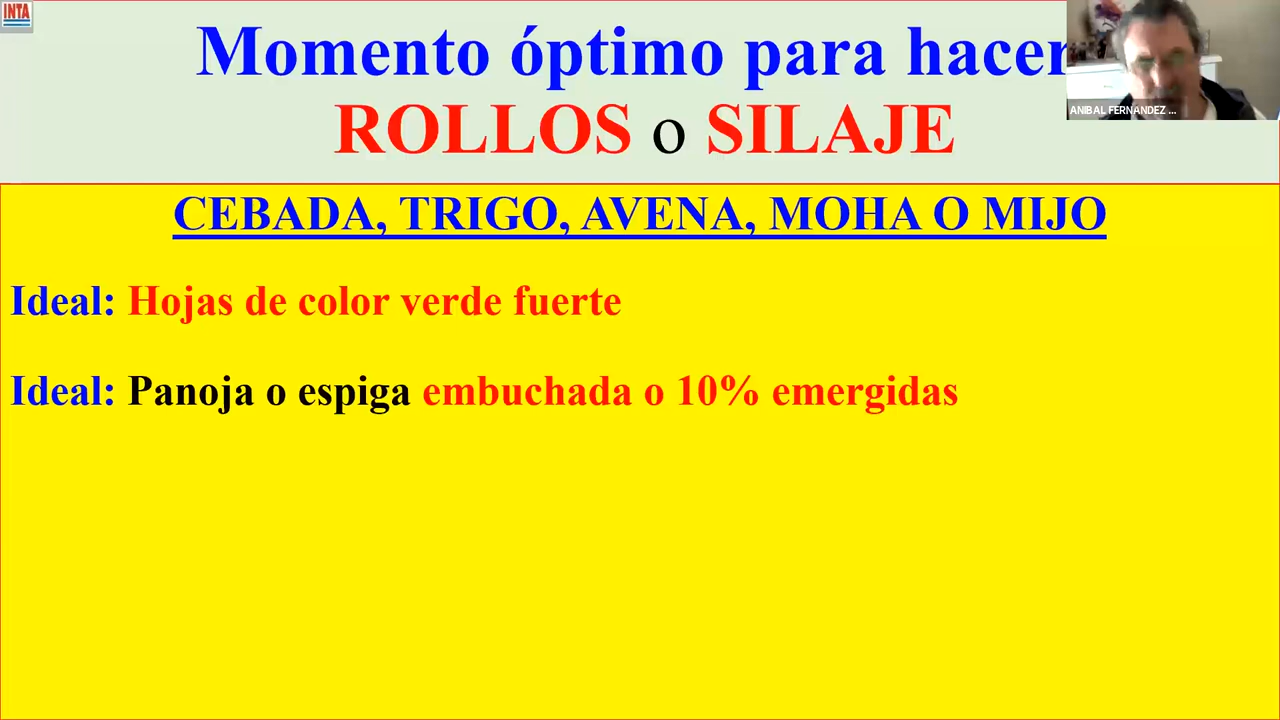 INTA
Momento óptimo para hacer
ROLLOS o SILAJE
ANIBAL FERNANDEZ ...
CEBADA, TRIGO, AVENA, MOHA O MIJO
Ideal: Hojas de color verde fuerte
Ideal: Panoja o espiga embuchada o 10% emergidas